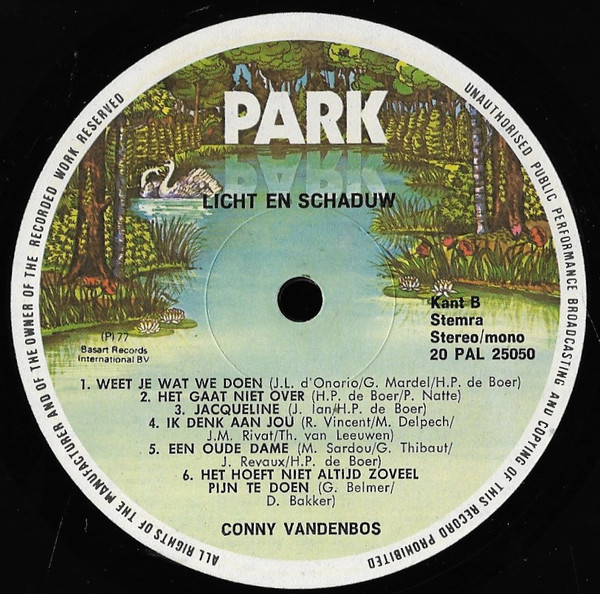 PARK
LICHT EN SCHADUW
Kant B
Stemra
Stereo/mono
20 PAL 25050
(P) 77
Basart Records
International BV
1. WEET JE WAT WE DOEN (J.L. d'Onario/G. Mardel/H.P. de Boer)
2. HET GAAT NIET OVER (H.P. de Boer/P. Natte)
3. JACQUELINE (J. Ian/H.P. de Boer)
4. IK DENK AAN JOU (R. Vincent/M. Delpech/
J.M. Rivat/Th. van Leeuwen)
5. EEN OUDE DAME (M. Sardou/G. Thibaut/
J. Revaux/H.P. de Boer)
6. HET HOEFT NIET ALTIJD ZOVEEL
PIJN TE DOEN (G. Belmer/
D. Bakker)
CONNY VANDENBOS
ALL RIGHTS OF THE MANUFACTURER AND OF THE OWNER OF THE RECORDED WORK RESERVED
UNAUTHORISED PUBLIC PERFORMANCE BROADCASTING AND COPYING OF THIS RECORD PROHIBITED